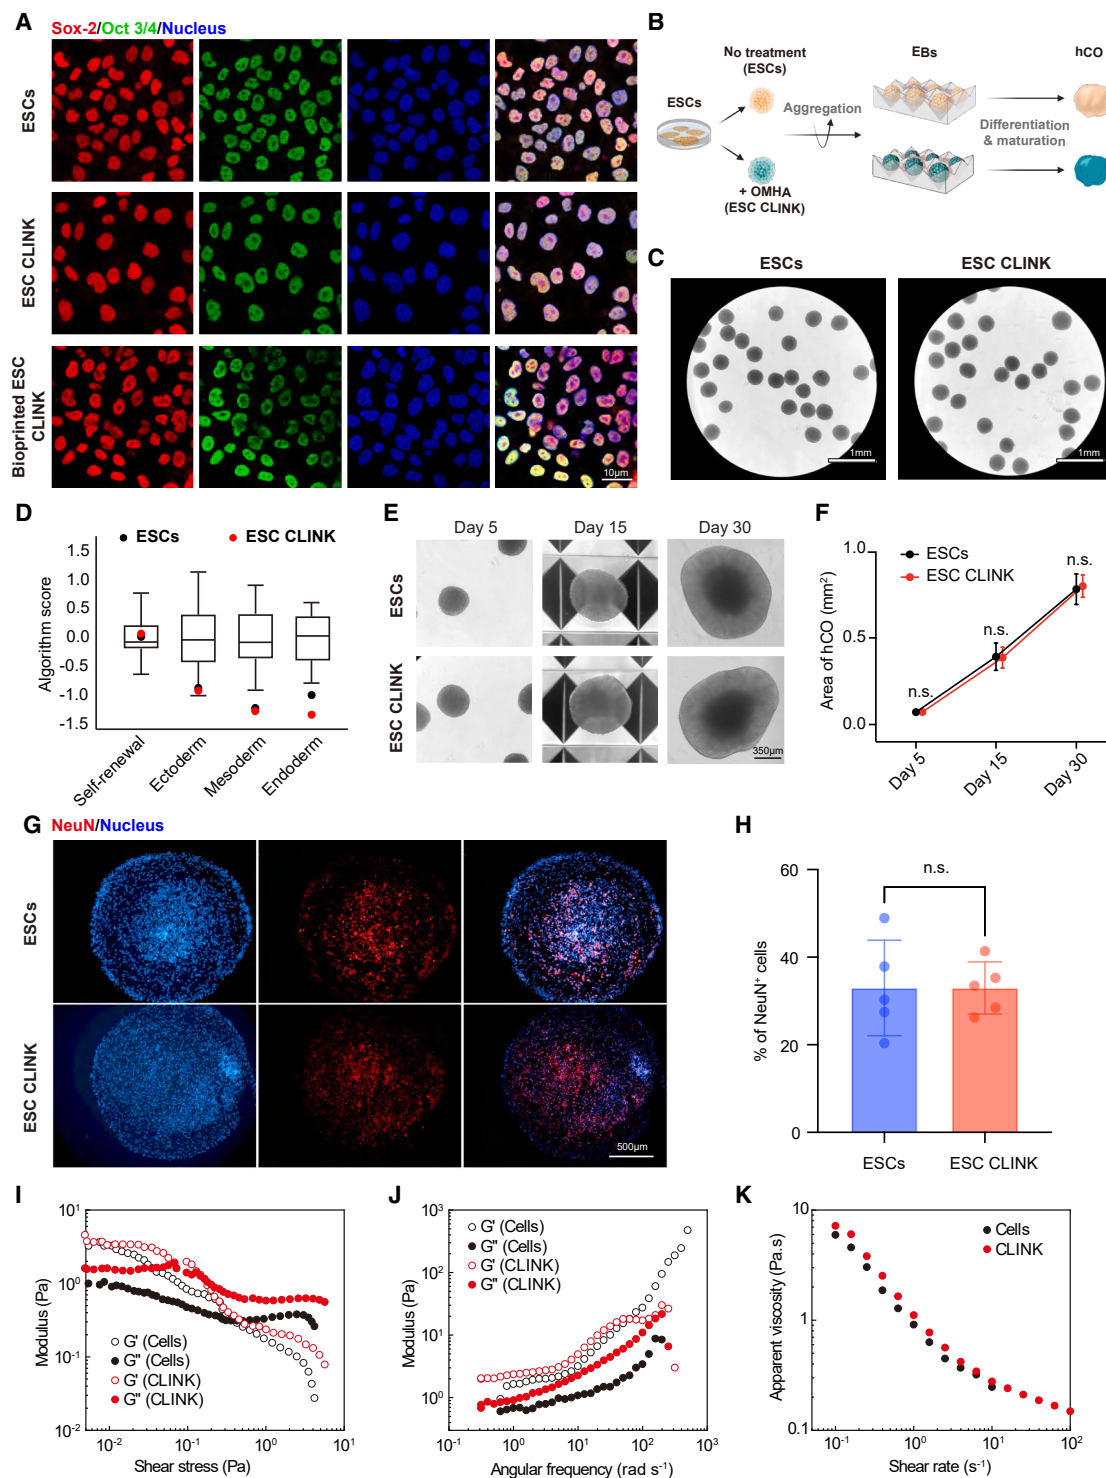 A
Sox-2/Oct 3/4/Nucleus
ESCs
ESC CLINK
Bioprinted ESC
CLINK
10µm
B
No treatment
(ESCs)
EBs
hCO
ESCs
Aggregation
Differentiation
& maturation
+ OMHA
(ESC CLINK)
C
ESCs
ESC CLINK
1mm
1mm
D
ESCs
ESC CLINK
Algorithm score
1.5
1.0
0.5
0.0
-0.5
-1.0
-1.5
Self-renewal
Ectoderm
Mesoderm
Endoderm
E
Day 5
Day 15
Day 30
ESCs
ESC CLINK
350µm
F
ESCs
ESC CLINK
n.s.
n.s.
n.s.
Area of hCO (mm²)
1.0
0.5
0.0
Day 5
Day 15
Day 30
G
NeuN/Nucleus
ESCs
ESC CLINK
500µm
H
n.s.
% of NeuN⁺ cells
60
40
20
0
ESCs
ESC CLINK
I
Modulus (Pa)
10¹
10⁰
10⁻¹
10⁻²
G' (Cells)
G" (Cells)
G' (CLINK)
G" (CLINK)
10⁻²
10⁻¹
10⁰
10¹
Shear stress (Pa)
J
Modulus (Pa)
10³
10²
10¹
10⁰
10⁻¹
G' (Cells)
G" (Cells)
G' (CLINK)
G" (CLINK)
10⁻¹
10⁰
10¹
10²
10³
Angular frequency (rad s⁻¹)
K
Apparent viscosity (Pa.s)
10¹
1
0.1
Cells
CLINK
10⁻¹
10⁰
10¹
10²
Shear rate (s⁻¹)